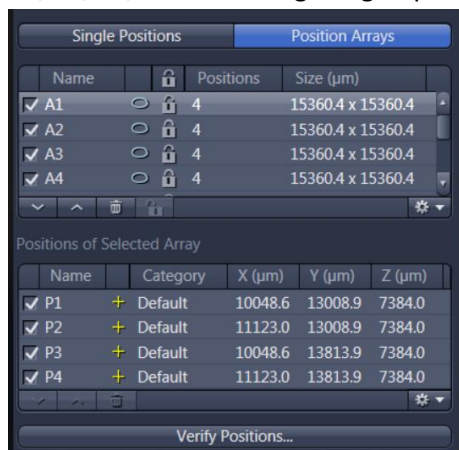 Single Positions Position Arrays
Name Positions Size (µm)
A1 4 15360.4 x 15360.4
A2 4 15360.4 x 15360.4
A3 4 15360.4 x 15360.4
A4 4 15360.4 x 15360.4
Positions of Selected Array
Name Category X (µm) Y (µm) Z (µm)
P1 Default 10048.6 13008.9 7384.0
P2 Default 11123.0 13008.9 7384.0
P3 Default 10048.6 13813.9 7384.0
P4 Default 11123.0 13813.9 7384.0
Verify Positions...